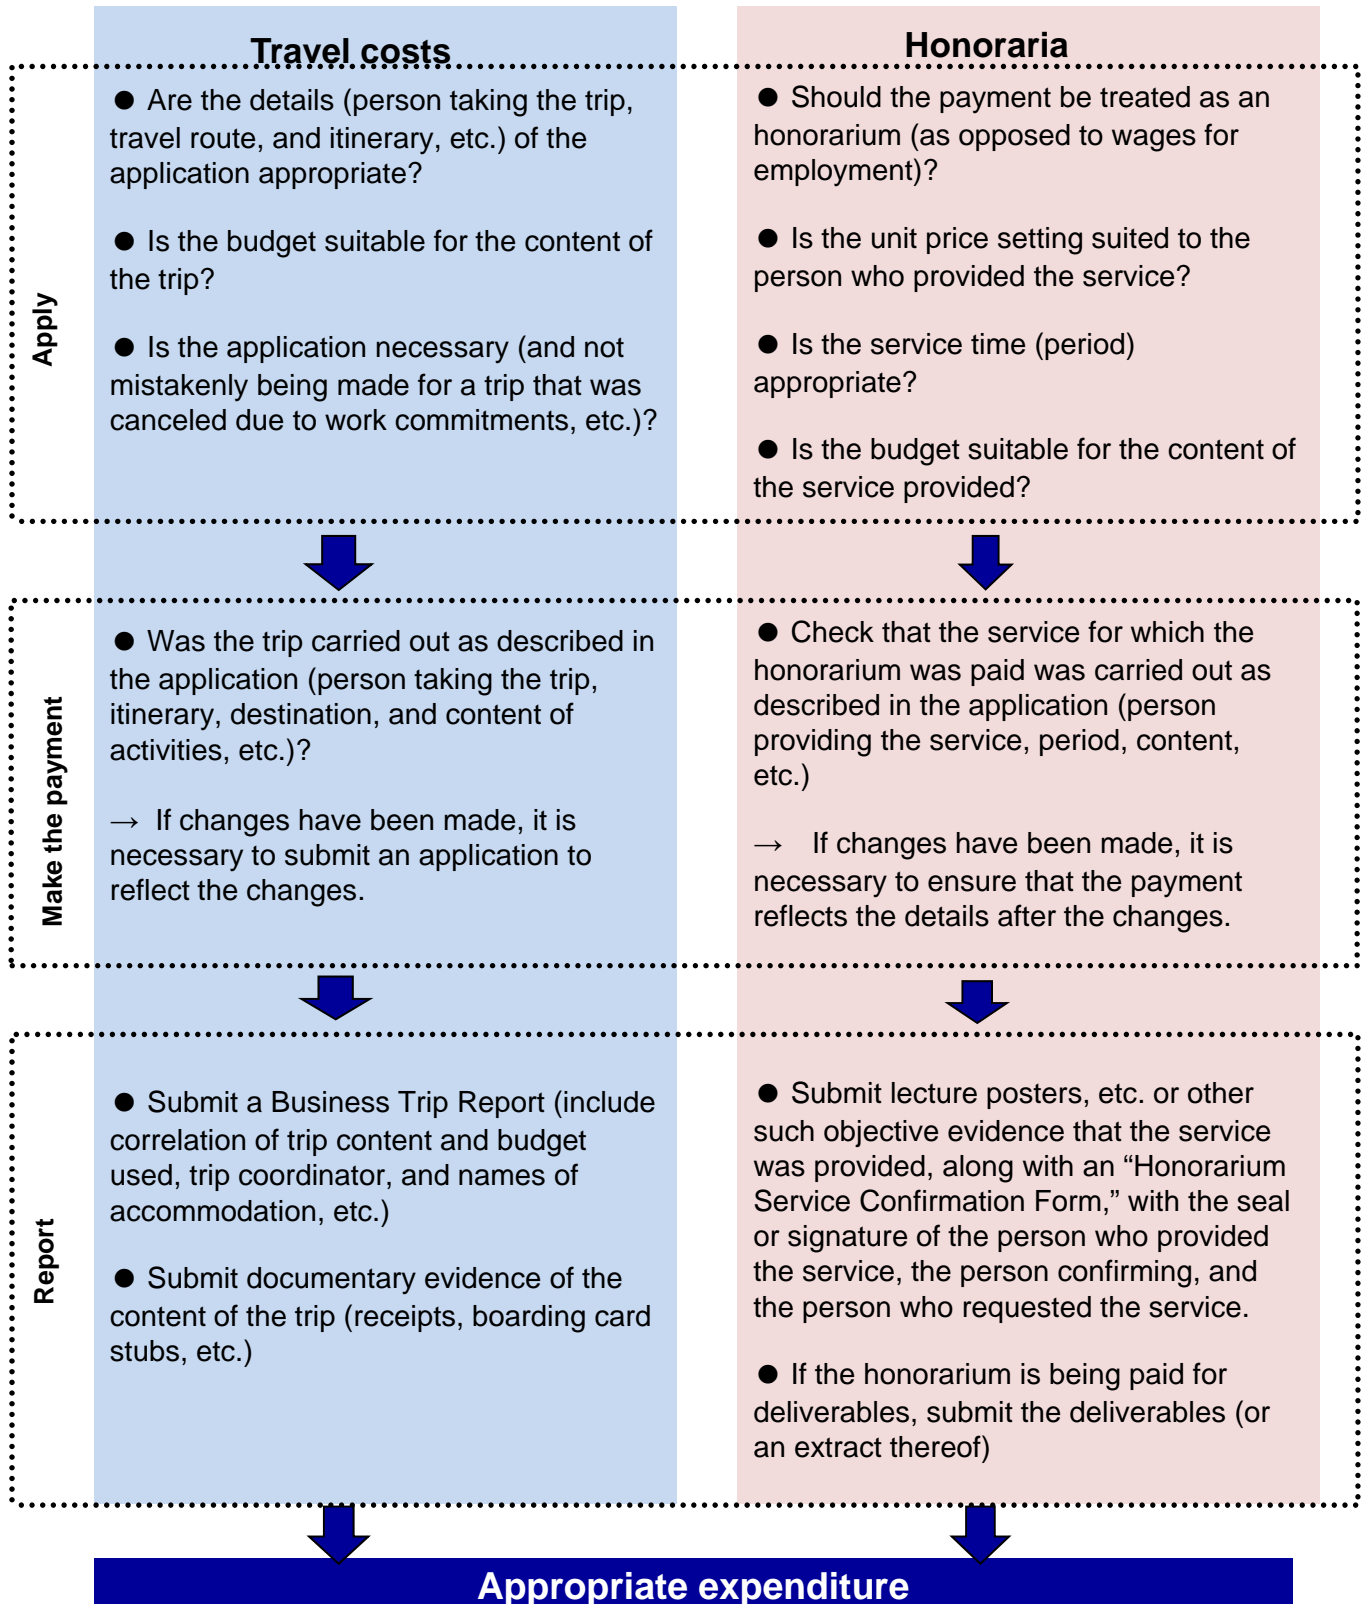 Travel costs
● Are the details (person taking the trip,
travel route, and itinerary, etc.) of the
application appropriate?
● Is the budget suitable for the content of
the trip?
● Is the application necessary (and not
mistakenly being made for a trip that was
canceled due to work commitments, etc.)?
Honoraria
● Should the payment be treated as an
honorarium (as opposed to wages for
employment)?
● Is the unit price setting suited to the
person who provided the service?
● Is the service time (period)
appropriate?
● Is the budget suitable for the content of
the service provided?
Apply
● Was the trip carried out as described in
the application (person taking the trip,
itinerary, destination, and content of
activities, etc.)?
→ If changes have been made, it is
necessary to submit an application to
reflect the changes.
● Check that the service for which the
honorarium was paid was carried out as
described in the application (person
providing the service, period, content,
etc.)
→ If changes have been made, it is
necessary to ensure that the payment
reflects the details after the changes.
Make the payment
● Submit a Business Trip Report (include
correlation of trip content and budget
used, trip coordinator, and names of
accommodation, etc.)
● Submit documentary evidence of the
content of the trip (receipts, boarding card
stubs, etc.)
● Submit lecture posters, etc. or other
such objective evidence that the service
was provided, along with an “Honorarium
Service Confirmation Form,” with the seal
or signature of the person who provided
the service, the person confirming, and
the person who requested the service.
● If the honorarium is being paid for
deliverables, submit the deliverables (or
an extract thereof)
Report
Appropriate expenditure